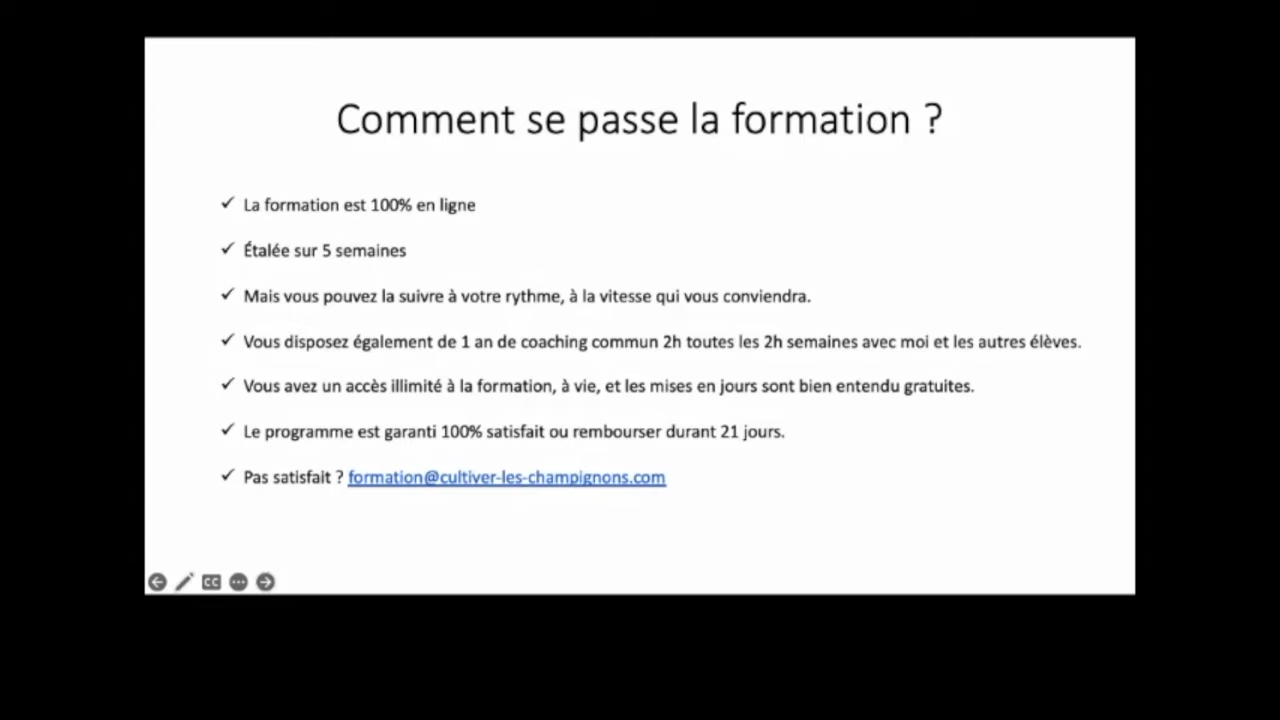 Comment se passe la formation ?
✓ La formation est 100% en ligne
✓ Étalée sur 5 semaines
✓ Mais vous pouvez la suivre à votre rythme, à la vitesse qui vous conviendra.
✓ Vous disposez également de 1 an de coaching commun 2h toutes les 2h semaines avec moi et les autres élèves.
✓ Vous avez un accès illimité à la formation, à vie, et les mises en jours sont bien entendu gratuites.
✓ Le programme est garanti 100% satisfait ou rembourser durant 21 jours.
✓ Pas satisfait ? formation@cultiver-les-champignons.com
CC